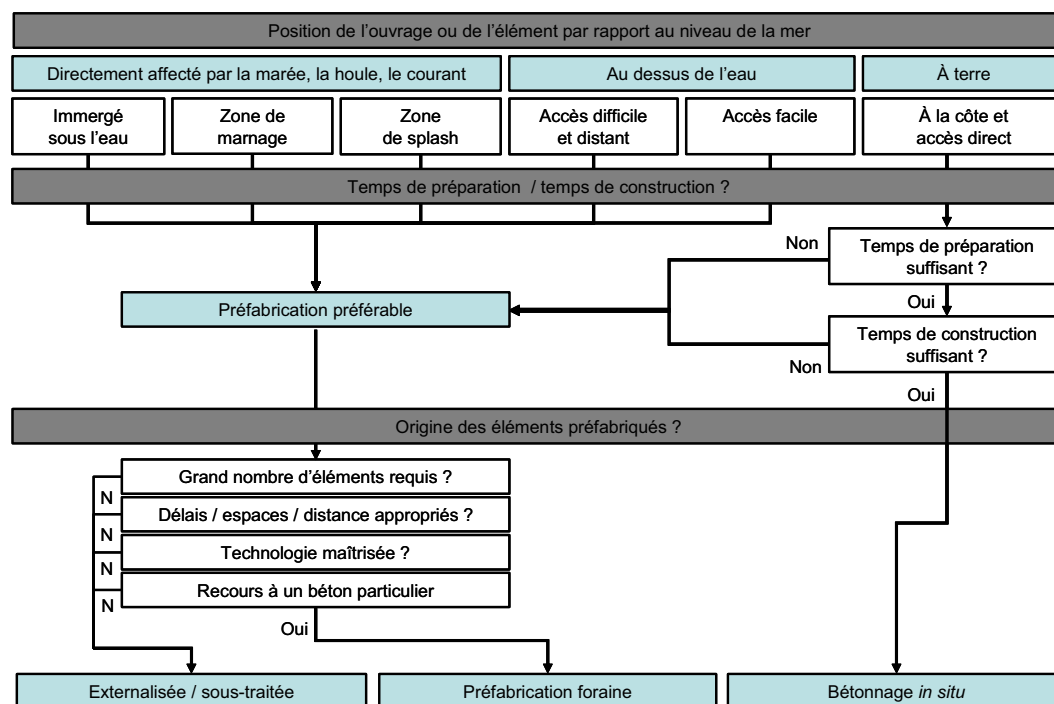 Position de l'ouvrage ou de l'élément par rapport au niveau de la mer
Directement affecté par la marée, la houle, le courant
Au dessus de l'eau
À terre
Immergé
sous l'eau
Zone de
marnage
Zone
de splash
Accès difficile
et distant
Accès facile
À la côte et
accès direct
Temps de préparation / temps de construction ?
Non
Temps de préparation
suffisant ?
Oui
Préfabrication préférable
Temps de construction
suffisant ?
Non
Oui
Origine des éléments préfabriqués ?
Grand nombre d'éléments requis ?
N
Délais / espaces / distance appropriés ?
N
Technologie maîtrisée ?
N
Recours à un béton particulier
N
Oui
Externalisée / sous-traitée
Préfabrication foraine
Bétonnage in situ